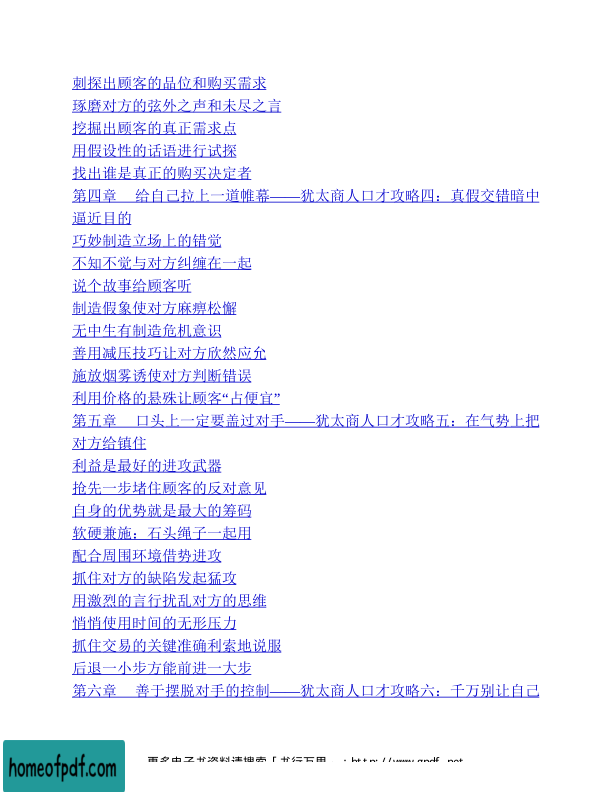 刺探出顾客的品位和购买需求
琢磨对方的弦外之声和未尽之言
挖掘出顾客的真正需求点
用假设性的话语进行试探
找出谁是真正的购买决定者
第四章　给自己拉上一道帷幕——犹太商人口才攻略四：真假交错暗中
逼近目的
巧妙制造立场上的错觉
不知不觉与对方纠缠在一起
说个故事给顾客听
制造假象使对方麻痹松懈
无中生有制造危机意识
善用减压技巧让对方欣然应允
施放烟雾诱使对方判断错误
利用价格的悬殊让顾客“占便宜”
第五章　口头上一定要盖过对手——犹太商人口才攻略五：在气势上把
对方给镇住
利益是最好的进攻武器
抢先一步堵住顾客的反对意见
自身的优势就是最大的筹码
软硬兼施：石头绳子一起用
配合周围环境借势进攻
抓住对方的缺陷发起猛攻
用激烈的言行扰乱对方的思维
悄悄使用时间的无形压力
抓住交易的关键准确利索地说服
后退一小步方能前进一大步
第六章　善于摆脱对手的控制——犹太商人口才攻略六：千万别让自己
homeofpdf.com